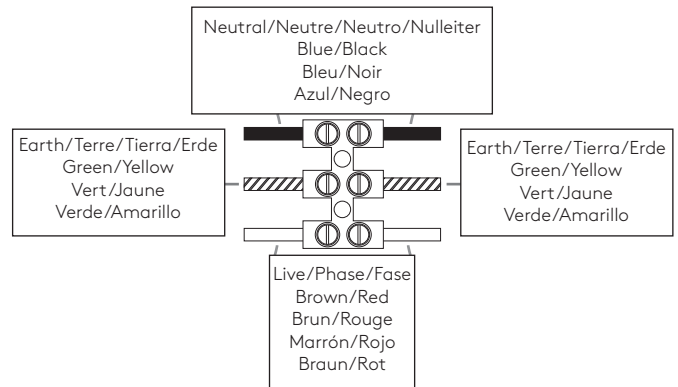 Neutral/Neutre/Neutro/Nulleiter
Blue/Black
Bleu/Noir
Azul/Negro
Earth/Terre/Tierra/Erde
Green/Yellow
Vert/Jaune
Verde/Amarillo
Earth/Terre/Tierra/Erde
Green/Yellow
Vert/Jaune
Verde/Amarillo
Live/Phase/Fase
Brown/Red
Brun/Rouge
Marrón/Rojo
Braun/Rot